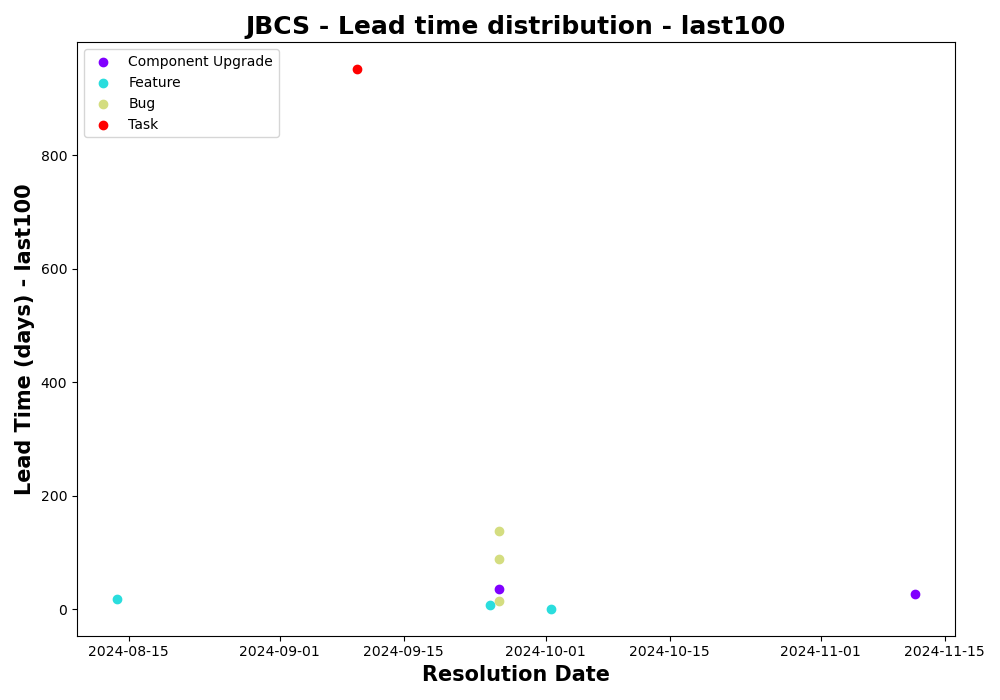 JBCS - Lead time distribution - last100
Component Upgrade
Feature
Bug
Task
Lead Time (days) - last100
800
600
400
200
0
2024-08-15
2024-09-01
2024-09-15
2024-10-01
2024-10-15
2024-11-01
2024-11-15
Resolution Date